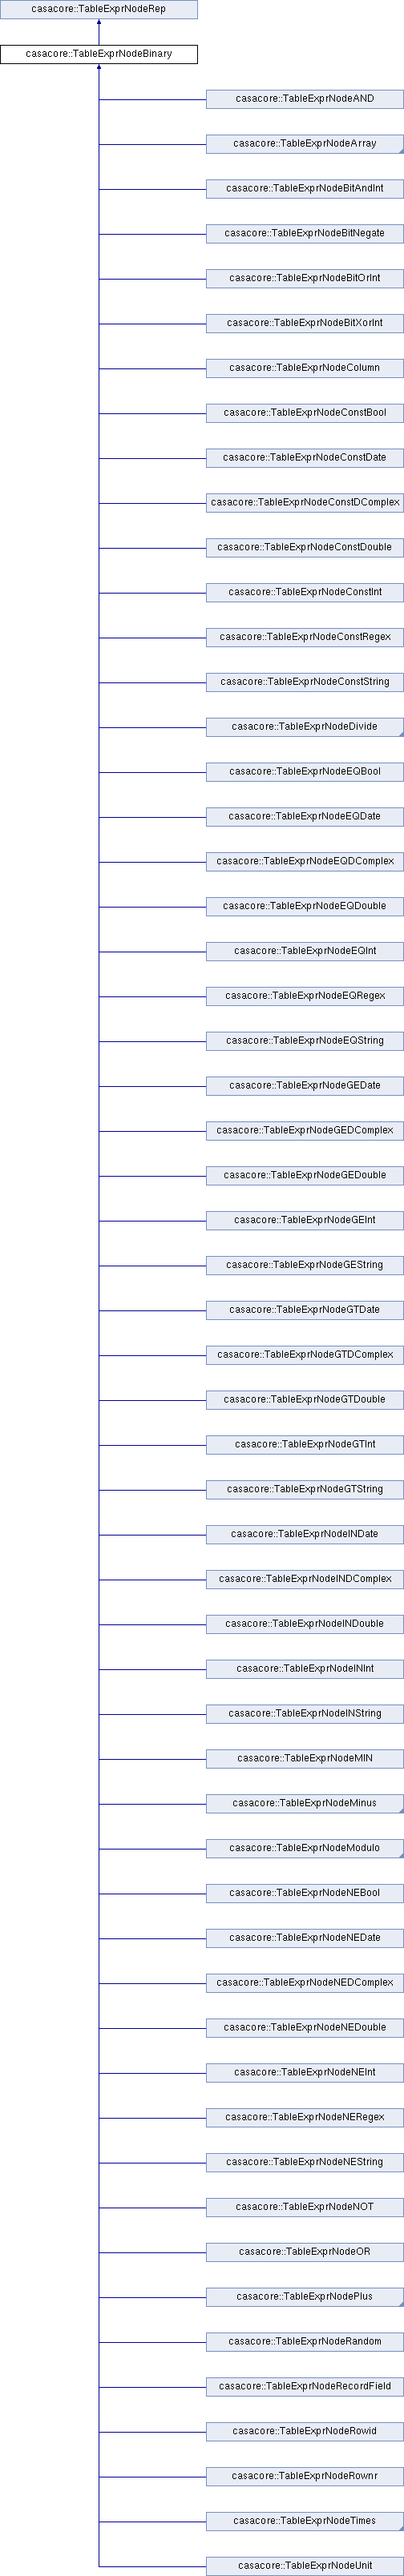 casacore::TableExprNodeRep
casacore::TableExprNodeBinary
casacore::TableExprNodeAND
casacore::TableExprNodeArray
casacore::TableExprNodeBitAndInt
casacore::TableExprNodeBitNegate
casacore::TableExprNodeBitOrInt
casacore::TableExprNodeBitXorInt
casacore::TableExprNodeColumn
casacore::TableExprNodeConstBool
casacore::TableExprNodeConstDate
casacore::TableExprNodeConstDComplex
casacore::TableExprNodeConstDouble
casacore::TableExprNodeConstInt
casacore::TableExprNodeConstRegex
casacore::TableExprNodeConstString
casacore::TableExprNodeDivide
casacore::TableExprNodeEQBool
casacore::TableExprNodeEQDate
casacore::TableExprNodeEQDComplex
casacore::TableExprNodeEQDouble
casacore::TableExprNodeEQInt
casacore::TableExprNodeEQRegex
casacore::TableExprNodeEQString
casacore::TableExprNodeGEDate
casacore::TableExprNodeGEDComplex
casacore::TableExprNodeGEDouble
casacore::TableExprNodeGEInt
casacore::TableExprNodeGEString
casacore::TableExprNodeGTDate
casacore::TableExprNodeGTDComplex
casacore::TableExprNodeGTDouble
casacore::TableExprNodeGTInt
casacore::TableExprNodeGTString
casacore::TableExprNodeINDate
casacore::TableExprNodeINDComplex
casacore::TableExprNodeINDouble
casacore::TableExprNodeINInt
casacore::TableExprNodeINString
casacore::TableExprNodeMIN
casacore::TableExprNodeMinus
casacore::TableExprNodeModulo
casacore::TableExprNodeNEBool
casacore::TableExprNodeNEDate
casacore::TableExprNodeNEDComplex
casacore::TableExprNodeNEDouble
casacore::TableExprNodeNEInt
casacore::TableExprNodeNERegex
casacore::TableExprNodeNEString
casacore::TableExprNodeNOT
casacore::TableExprNodeOR
casacore::TableExprNodePlus
casacore::TableExprNodeRandom
casacore::TableExprNodeRecordField
casacore::TableExprNodeRowid
casacore::TableExprNodeRownr
casacore::TableExprNodeTimes
casacore::TableExprNodeUnit